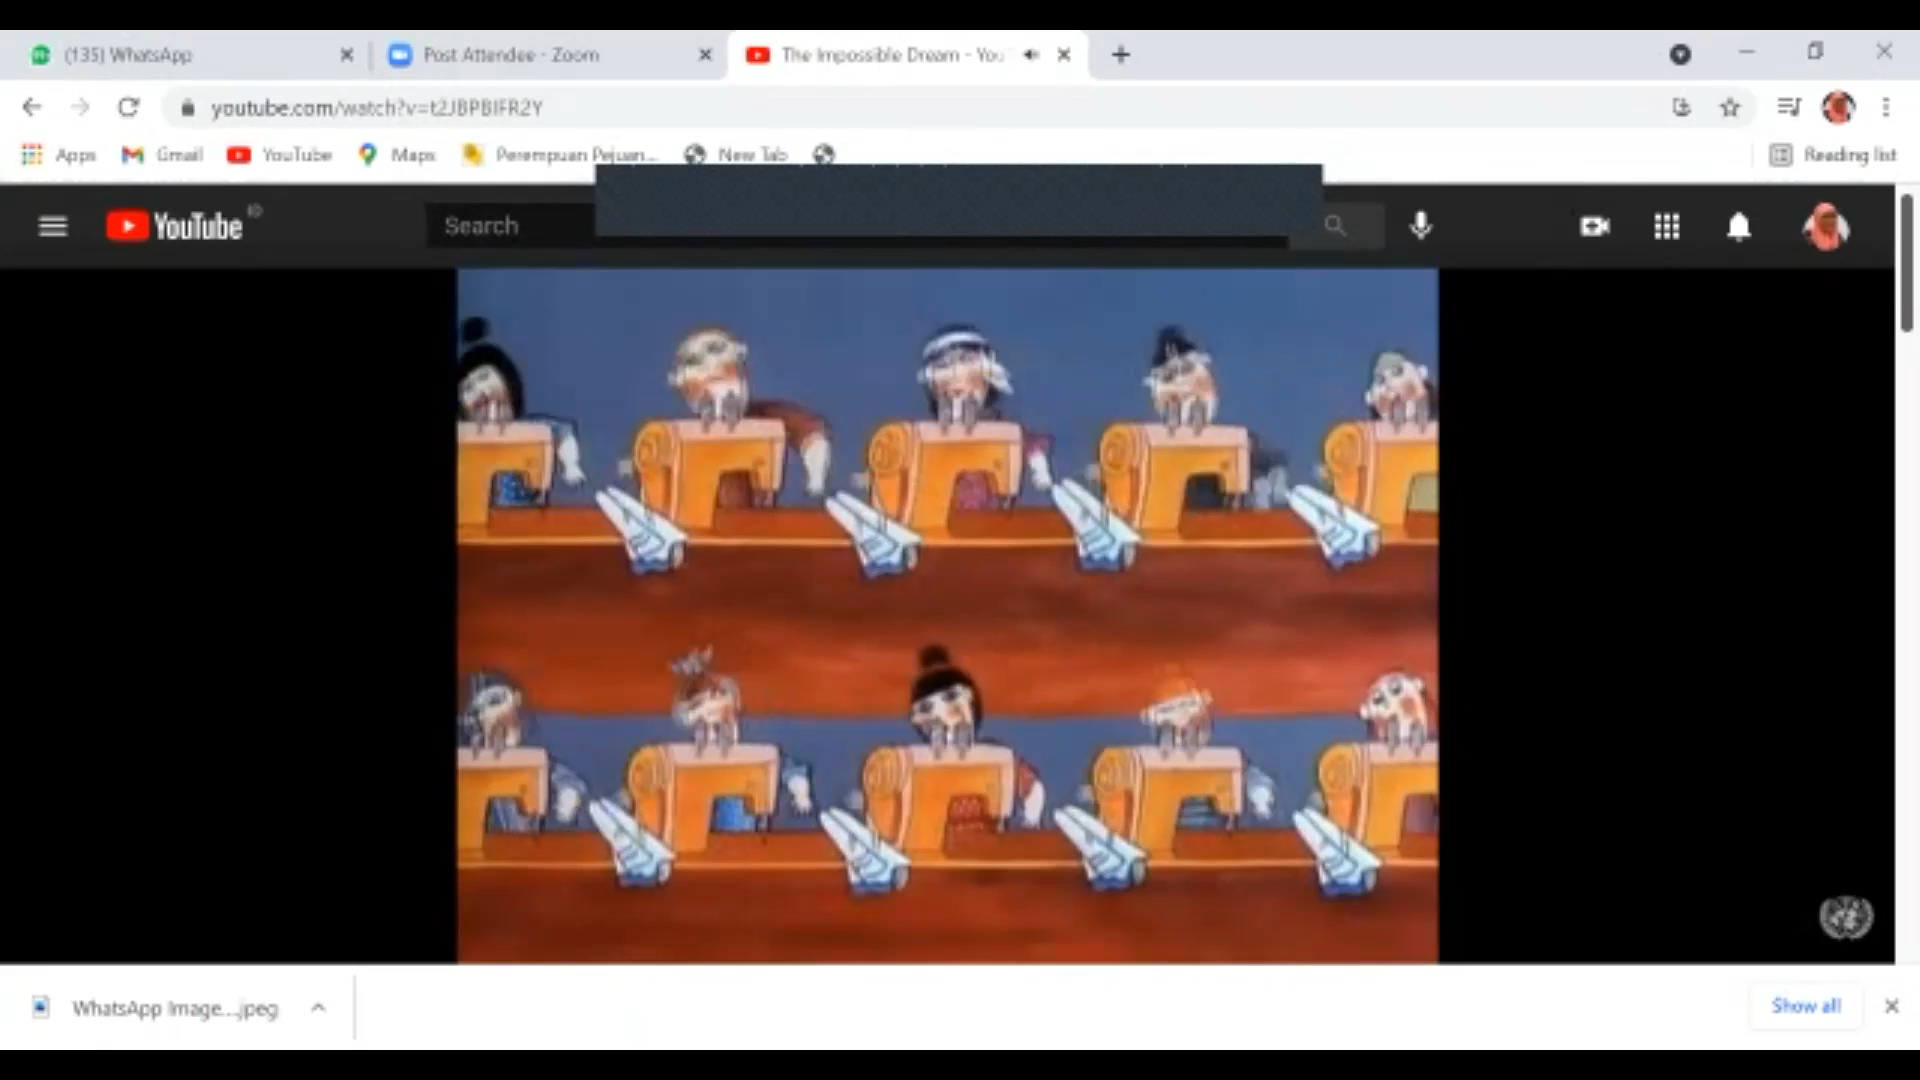 (135) WhatsApp
Post Attendee - Zoom
The Impossible Dream - You
youtube.com/watch?v=t2JBPBIFR2Y
Apps
Gmail
YouTube
Maps
Perempuan Pejuan...
New Tab
Reading list
YouTube ID
Search
WhatsApp Image....jpeg
Show all